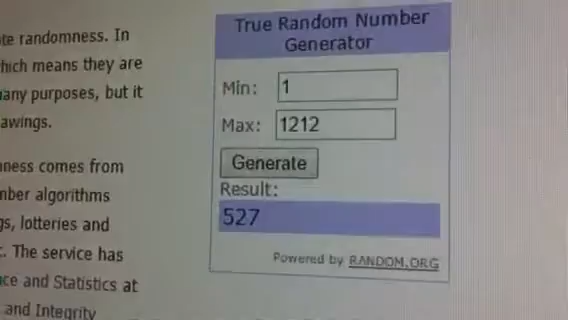 te randomness. In
hich means they are
any purposes, but it
awings.
ness comes from
mber algorithms
gs, lotteries and
. The service has
ce and Statistics at
and Integrity
True Random Number
Generator
Min: 1
Max: 1212
Generate
Result:
527
Powered by RANDOM.ORG